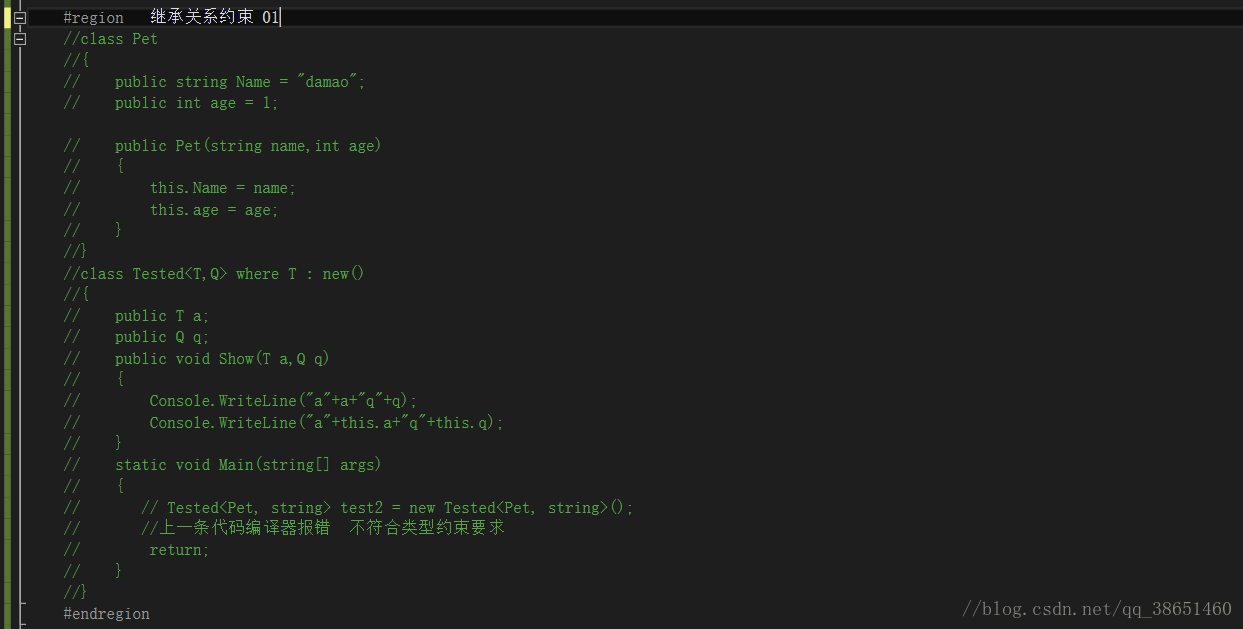 #region   继承关系约束 01
//class Pet
//{
//    public string Name = "damao";
//    public int age = 1;
//    public Pet(string name,int age)
//    {
//        this.Name = name;
//        this.age = age;
//    }
//}
//class Tested<T,Q> where T : new()
//{
//    public T a;
//    public Q q;
//    public void Show(T a,Q q)
//    {
//        Console.WriteLine("a"+a+"q"+q);
//        Console.WriteLine("a"+this.a+"q"+this.q);
//    }
//    static void Main(string[] args)
//    {
//       // Tested<Pet, string> test2 = new Tested<Pet, string>();
//       //上一条代码编译器报错  不符合类型约束要求
//        return;
//    }
//}
#endregion
//blog.csdn.net/qq_38651460